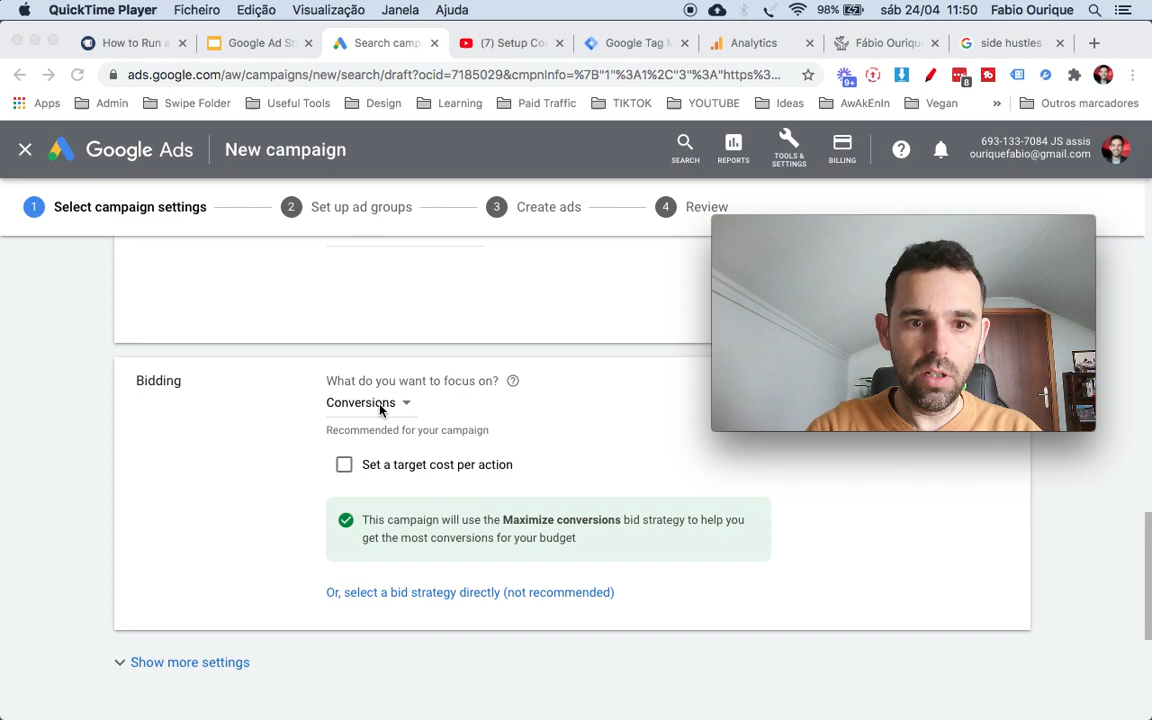 QuickTime Player Ficheiro Edição Visualização Janela Ajuda 98% sáb 24/04 11:50 Fabio Ourique
How to Run a Google Ad St Search camp (7) Setup Co Google Tag M Analytics Fábio Ouriqu side hustles
ads.google.com/aw/campaigns/new/search/draft?ocid=7185029&cmpnInfo=%7B"1"%3A1%2C"3"%3A"https%3... 9+ 8
Apps Admin Swipe Folder Useful Tools Design Learning Paid Traffic TIKTOK YOUTUBE Ideas AwAkEnIn Vegan » Outros marcadores
Google Ads New campaign
SEARCH REPORTS TOOLS & SETTINGS BILLING
693-133-7084 JS assis
ouriquefabio@gmail.com
1 Select campaign settings 2 Set up ad groups 3 Create ads 4 Review
Bidding What do you want to focus on?
Conversions
Recommended for your campaign
Set a target cost per action
This campaign will use the Maximize conversions bid strategy to help you
get the most conversions for your budget
Or, select a bid strategy directly (not recommended)
Show more settings